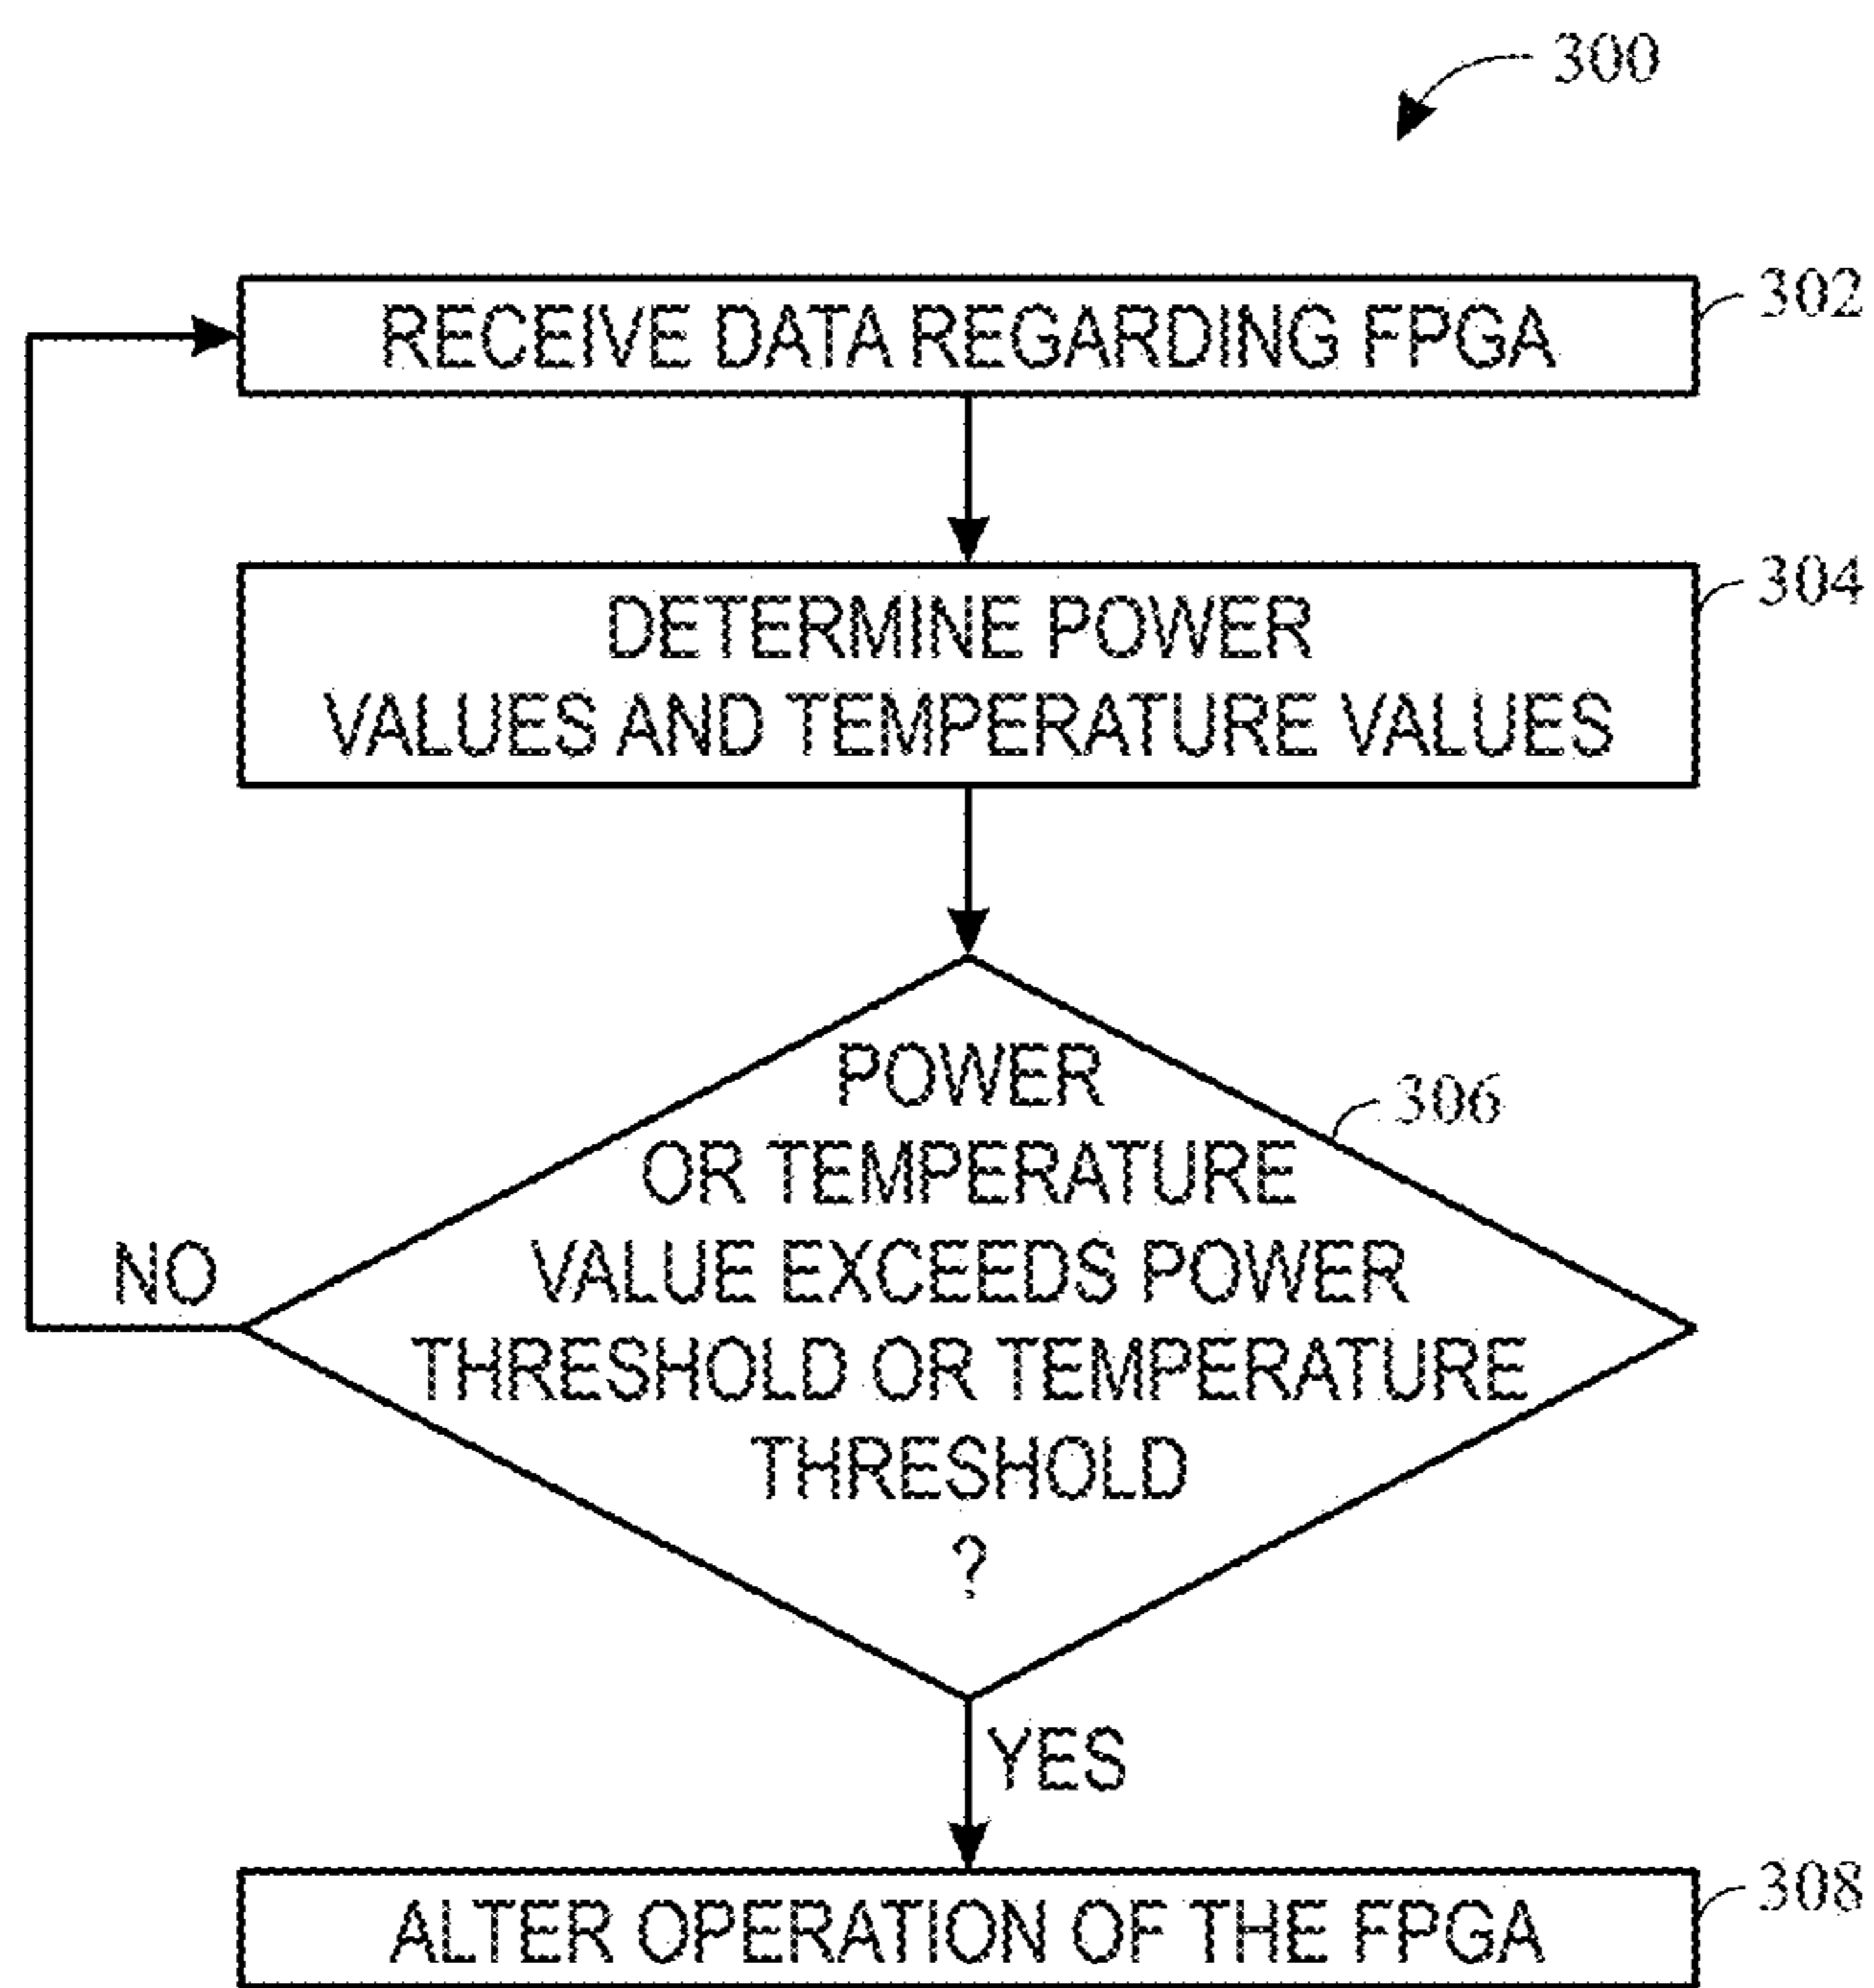 300
RECEIVE DATA REGARDING FPGA
302
DETERMINE POWER
VALUES AND TEMPERATURE VALUES
304
POWER
OR TEMPERATURE
VALUE EXCEEDS POWER
THRESHOLD OR TEMPERATURE
THRESHOLD
?
306
NO
YES
ALTER OPERATION OF THE FPGA
308